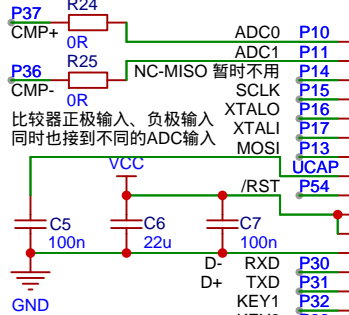 R24
P37
CMP+
0R
ADC0 P10
ADC1 P11
R25
P36
CMP-
0R
NC-MISO 暂时不用 P14
SCLK P15
XTALO P16
XTALI P17
MOSI P13
比较器正极输入、负极输入
同时也接到不同的ADC输入
UCAP
VCC
/RST P54
C5
100n
C6
22u
C7
100n
D- RXD P30
D+ TXD P31
KEY1 P32
GND